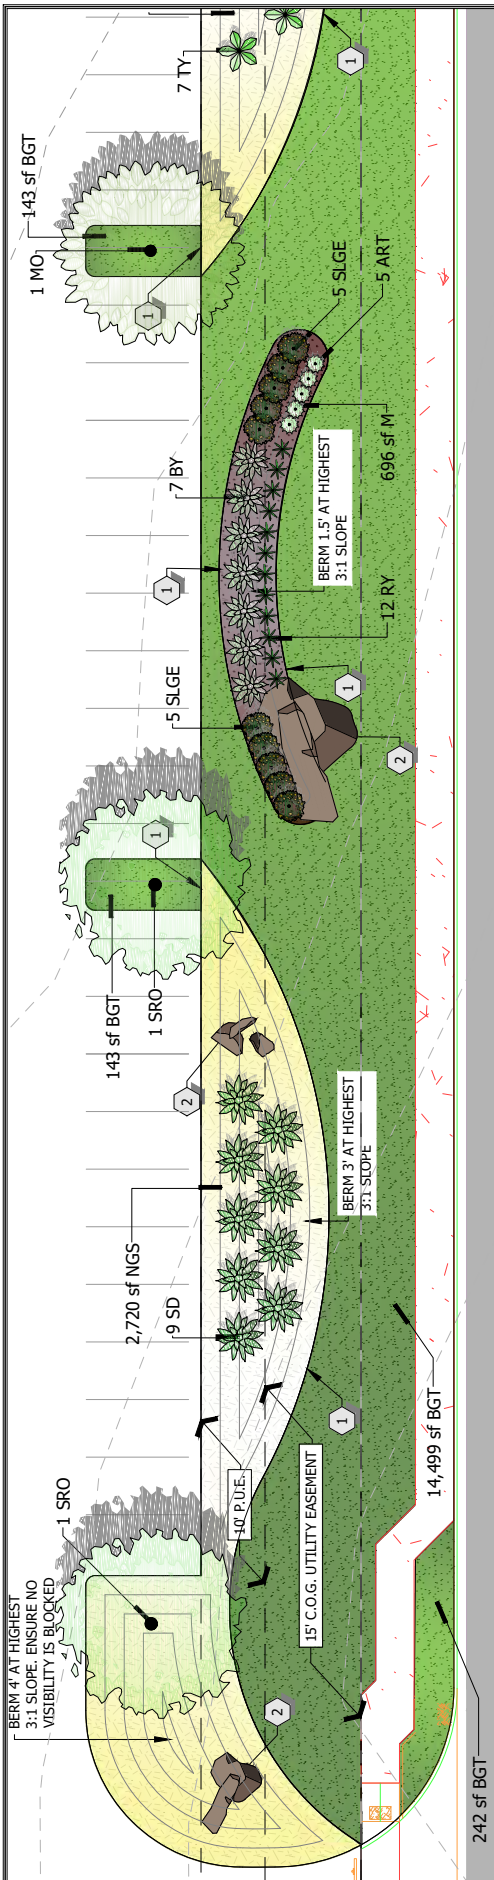 7 TY
1
143 sf BGT
1 MO
1
5 SLGE
5 ART
696 sf M
7 BY
BERM 1.5' AT HIGHEST
3:1 SLOPE
1
12 RY
1
5 SLGE
2
1
143 sf BGT
1 SRO
2
BERM 3' AT HIGHEST
3:1 SLOPE
2,720 sf NGS
9 SD
14,499 sf BGT
1
10' P.U.E.
15' C.O.G. UTILITY EASEMENT
1 SRO
BERM 4' AT HIGHEST
3:1 SLOPE. ENSURE NO
VISIBILITY IS BLOCKED
2
242 sf BGT